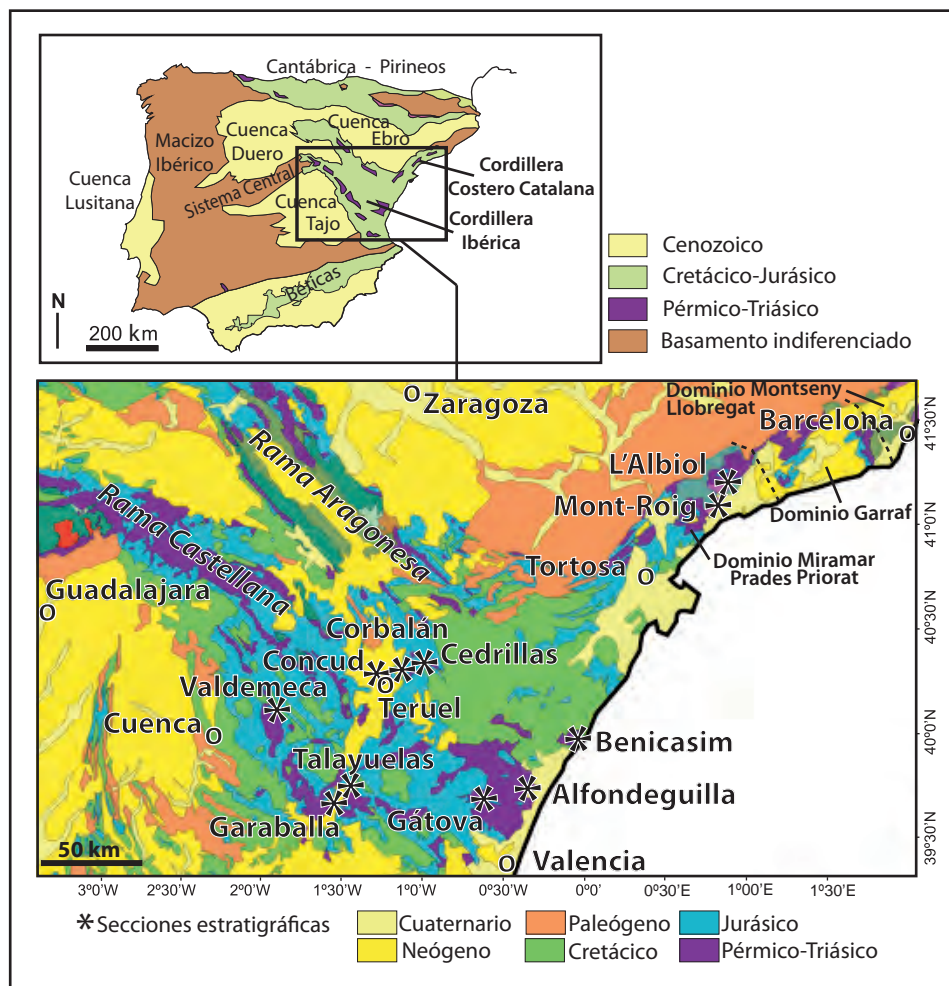 Cantábrica - Pirineos
Cuenca
Ebro
Cuenca
Duero
Macizo
Ibérico
Cuenca
Lusitana
Sistema Central
Cuenca
Tajo
Cordillera
Costero Catalana
Cordillera
Ibérica
Béticas
N
200 km
Cenozoico
Cretácico-Jurásico
Pérmico-Triásico
Basamento indiferenciado
Zaragoza
Dominio Montseny
Llobregat
Barcelona
41º30'N
Rama Aragonesa
L'Albiol
Mont-Roig
Dominio Garraf
41º0'N
Rama Castellana
Tortosa
Dominio Miramar
Prades Priorat
Guadalajara
40º30'N
Corbalán
Concud
Cedrillas
Valdemeca
Teruel
Cuenca
40º0'N
Benicasim
Talayuelas
Alfondeguilla
Garaballa
Gátova
39º30'N
50 km
Valencia
3º0'O
2º30'O
2º0'O
1º30'O
1º0'O
0º30'O
0º0'
0º30'E
1º00'E
1º30'E
* Secciones estratigráficas
Cuaternario
Paleógeno
Jurásico
Neógeno
Cretácico
Pérmico-Triásico